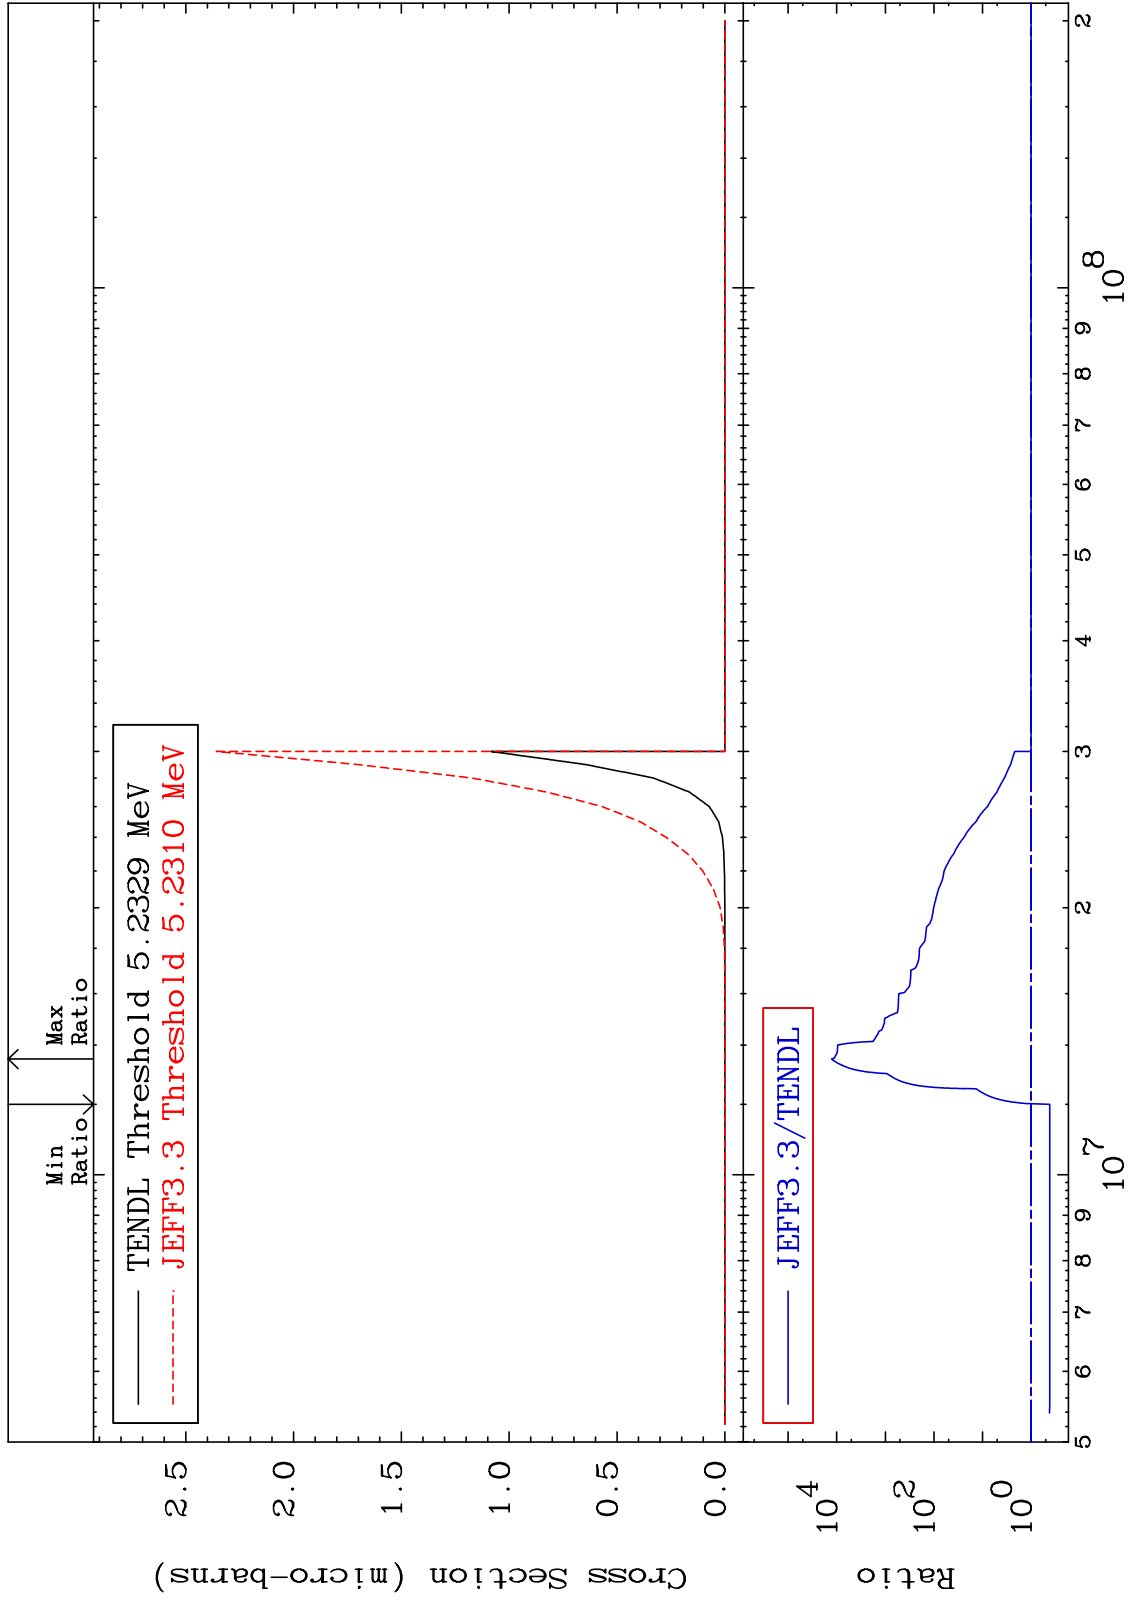 Min
Ratio
Max
Ratio
Cross Section (micro-barns)
2.5
2.0
1.5
1.0
0.5
0.0
TENDL Threshold 5.2329 MeV
JEFF3.3 Threshold 5.2310 MeV
Ratio
10^4
10^2
10^0
JEFF3.3/TENDL
5 6 7 8 9 10^7 2 3 4 5 6 7 8 9 10^8 2